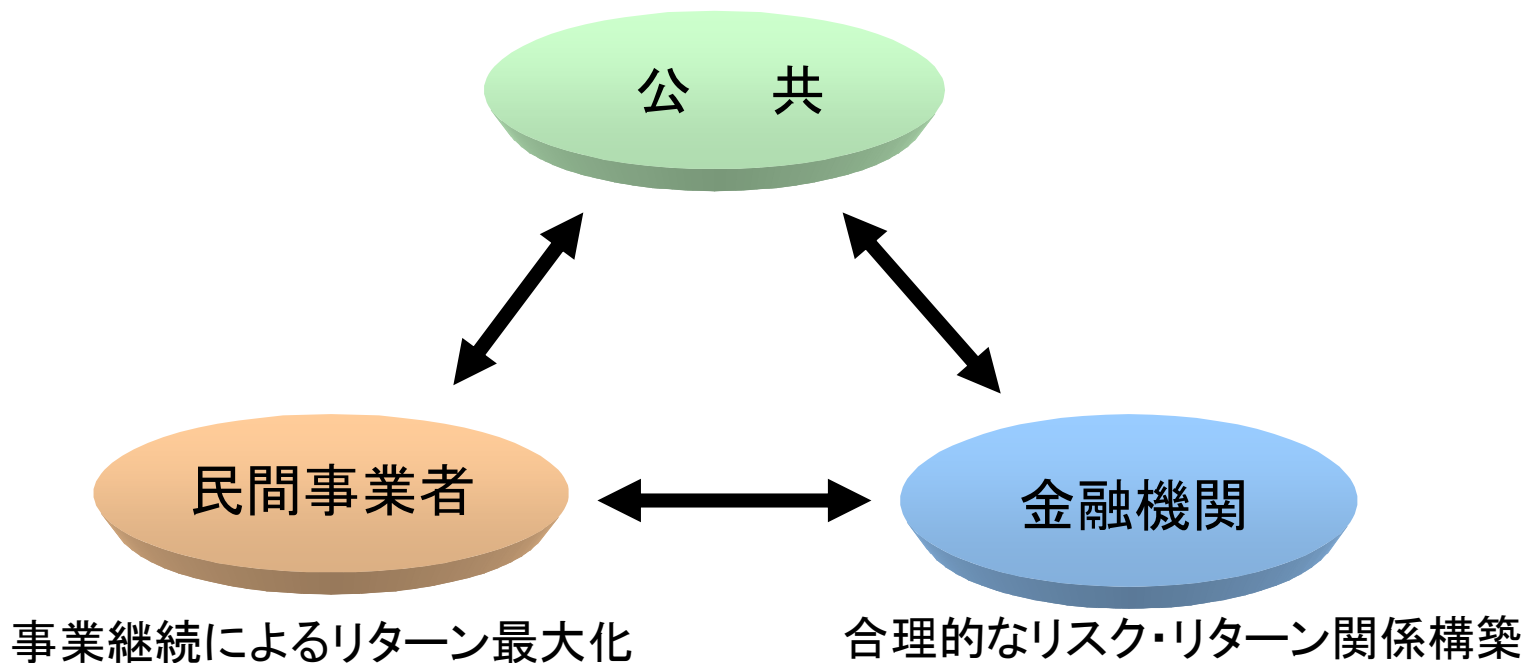 公　共
民間事業者
金融機関
事業継続によるリターン最大化
合理的なリスク・リターン関係構築